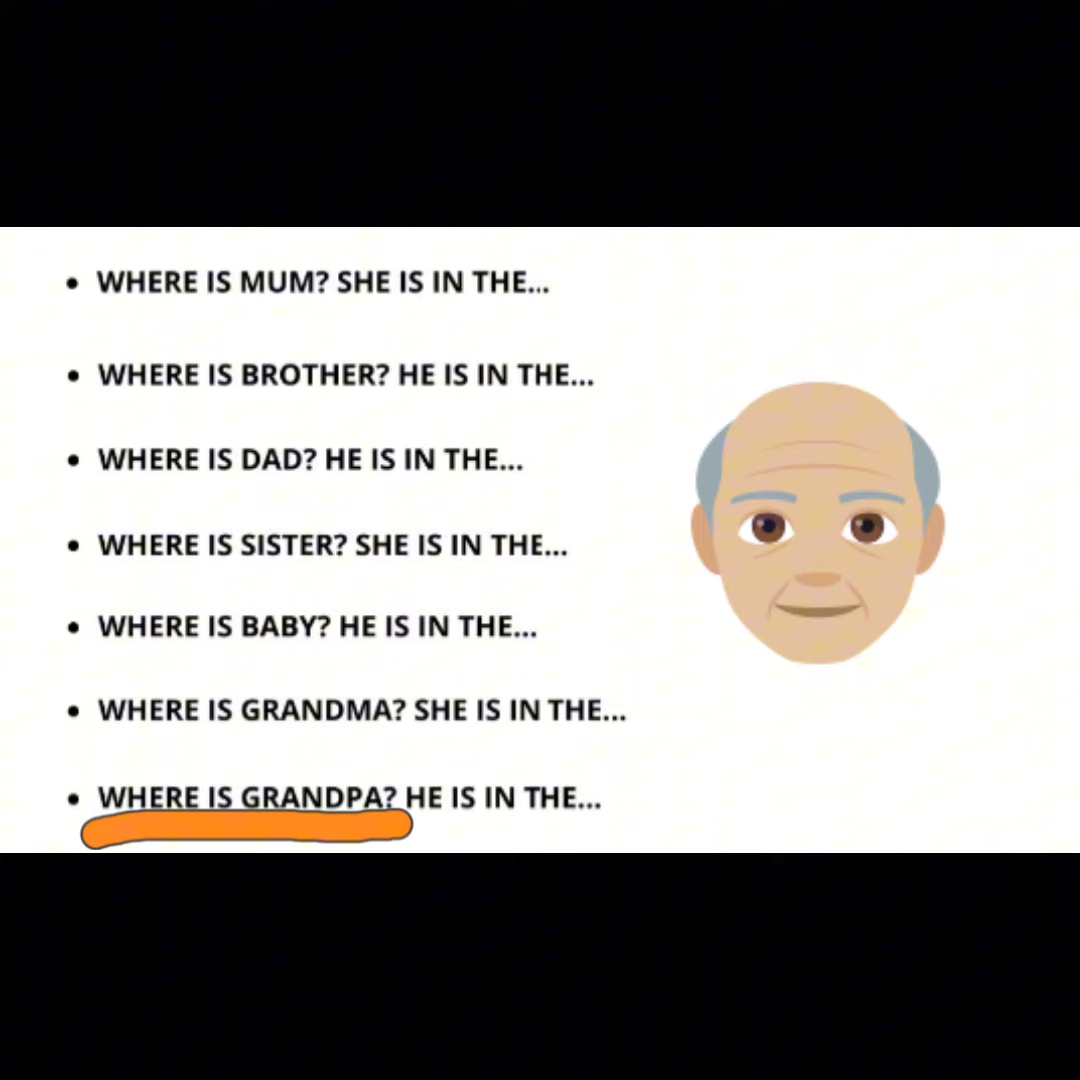 WHERE IS MUM? SHE IS IN THE...
WHERE IS BROTHER? HE IS IN THE...
WHERE IS DAD? HE IS IN THE...
WHERE IS SISTER? SHE IS IN THE...
WHERE IS BABY? HE IS IN THE...
WHERE IS GRANDMA? SHE IS IN THE...
WHERE IS GRANDPA? HE IS IN THE...